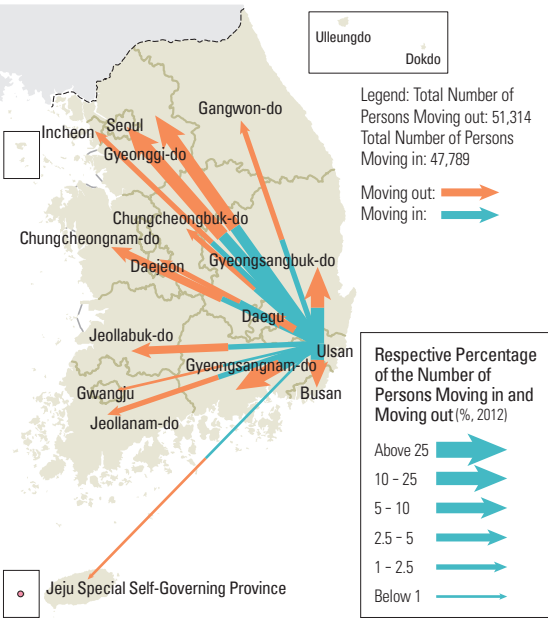 Ulleungdo
Dokdo
Legend: Total Number of
Persons Moving out: 51,314
Total Number of Persons
Moving in: 47,789
Moving out:
Moving in:
Gangwon-do
Seoul
Incheon
Gyeonggi-do
Chungcheongbuk-do
Chungcheongnam-do
Gyeongsangbuk-do
Daejeon
Daegu
Jeollabuk-do
Ulsan
Gyeongsangnam-do
Gwangju
Busan
Jeollanam-do
Jeju Special Self-Governing Province
Respective Percentage
of the Number of
Persons Moving in and
Moving out (%, 2012)
Above 25
10 – 25
5 – 10
2.5 – 5
1 – 2.5
Below 1